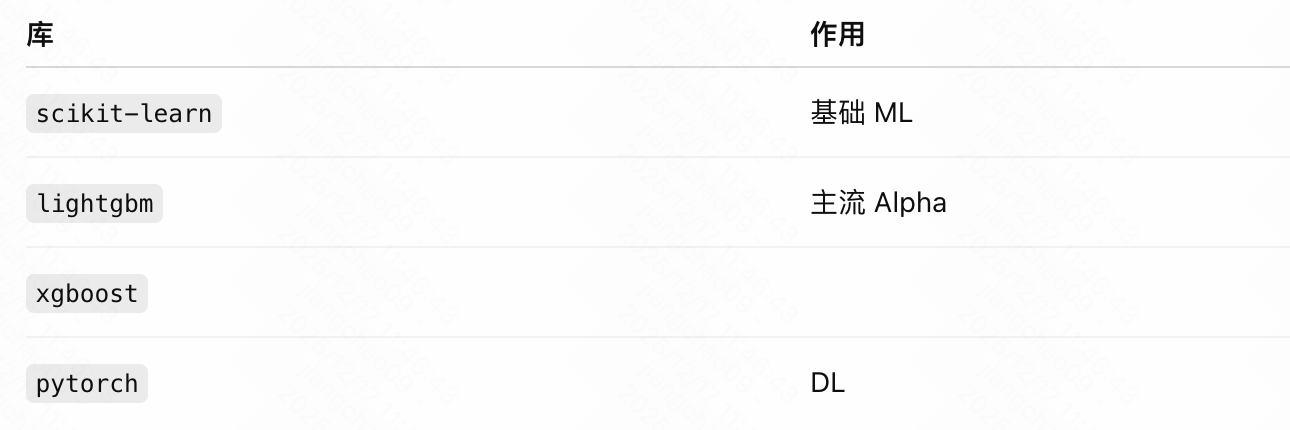 库 作用
scikit-learn 基础 ML
lightgbm 主流 Alpha
xgboost
pytorch DL